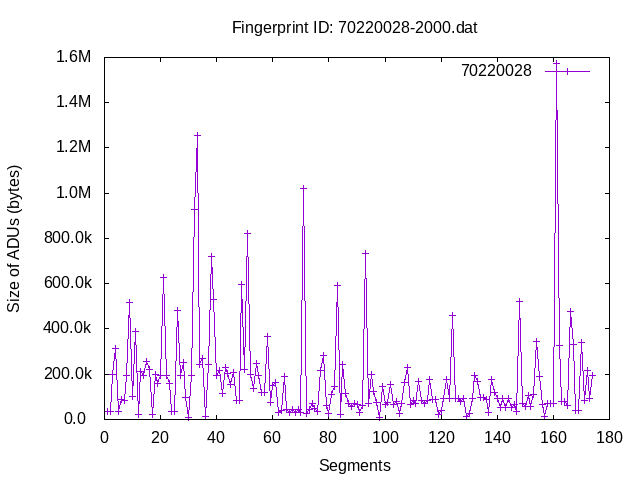 Fingerprint ID: 70220028-2000.dat
1.6M
70220028
1.4M
1.2M
1.0M
800.0k
600.0k
400.0k
200.0k
0.0
Size of ADUs (bytes)
0 20 40 60 80 100 120 140 160 180
Segments